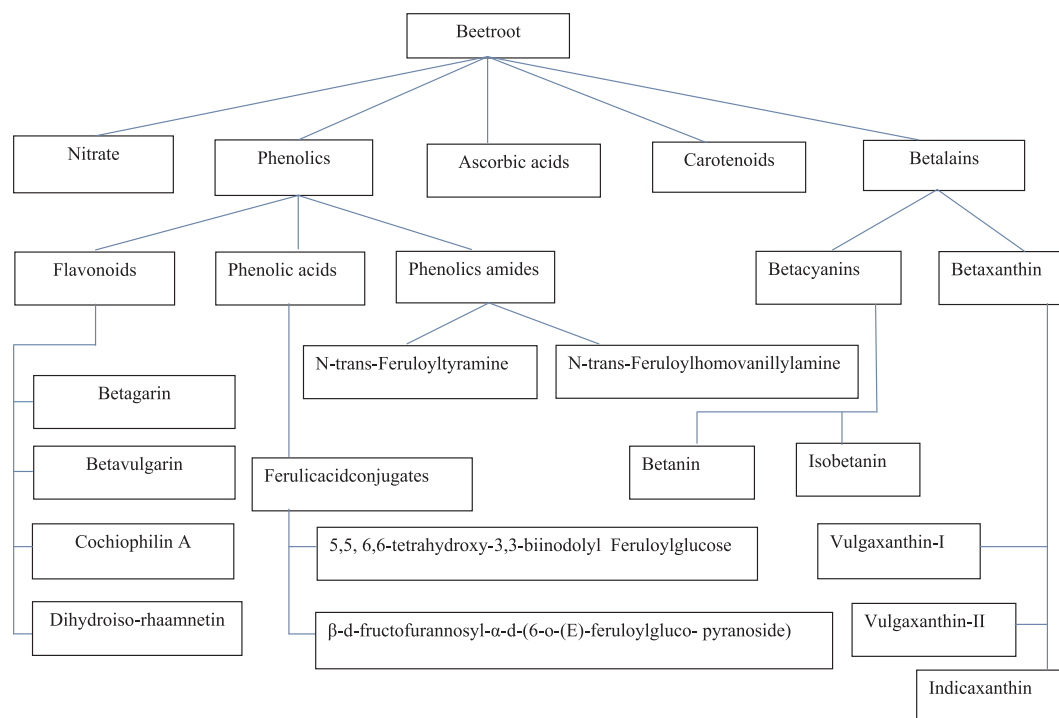 Beetroot
Nitrate
Phenolics
Ascorbic acids
Carotenoids
Betalains
Flavonoids
Phenolic acids
Phenolics amides
Betacyanins
Betaxanthin
N-trans-Feruloyltyramine
N-trans-Feruloylhomovanillylamine
Betagarin
Betavulgarin
Ferulicacidconjugates
Betanin
Isobetanin
Cochiophilin A
5,5, 6,6-tetrahydroxy-3,3-biinodolyl Feruloylglucose
Vulgaxanthin-I
Dihydroiso-rhaamnetin
β-d-fructofurannosyl-α-d-(6-o-(E)-feruloylgluco- pyranoside)
Vulgaxanthin-II
Indicaxanthin